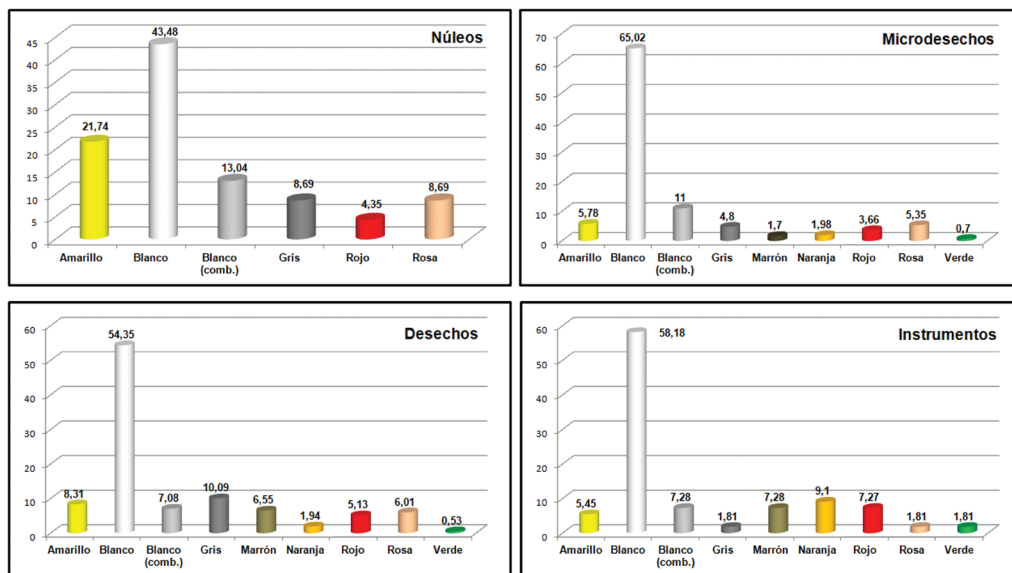 Núleos
45
40
35
30
25
20
15
10
5
0
21,74
43,48
13,04
8,69
4,35
8,69
Amarillo
Blanco
Blanco
(comb.)
Gris
Rojo
Rosa
Microdesechos
70
60
50
40
30
20
10
0
5,78
65,02
11
4,8
1,7
1,98
3,66
5,35
0,7
Amarillo
Blanco
Blanco
(comb.)
Gris
Marrón
Naranja
Rojo
Rosa
Verde
Desechos
60
50
40
30
20
10
0
8,31
54,35
7,08
10,09
6,55
1,94
5,13
6,01
0,53
Amarillo
Blanco
Blanco
(comb.)
Gris
Marrón
Naranja
Rojo
Rosa
Verde
Instrumentos
60
50
40
30
20
10
0
5,45
58,18
7,28
1,81
7,28
9,1
7,27
1,81
1,81
Amarillo
Blanco
Blanco
(comb.)
Gris
Marrón
Naranja
Rojo
Rosa
Verde